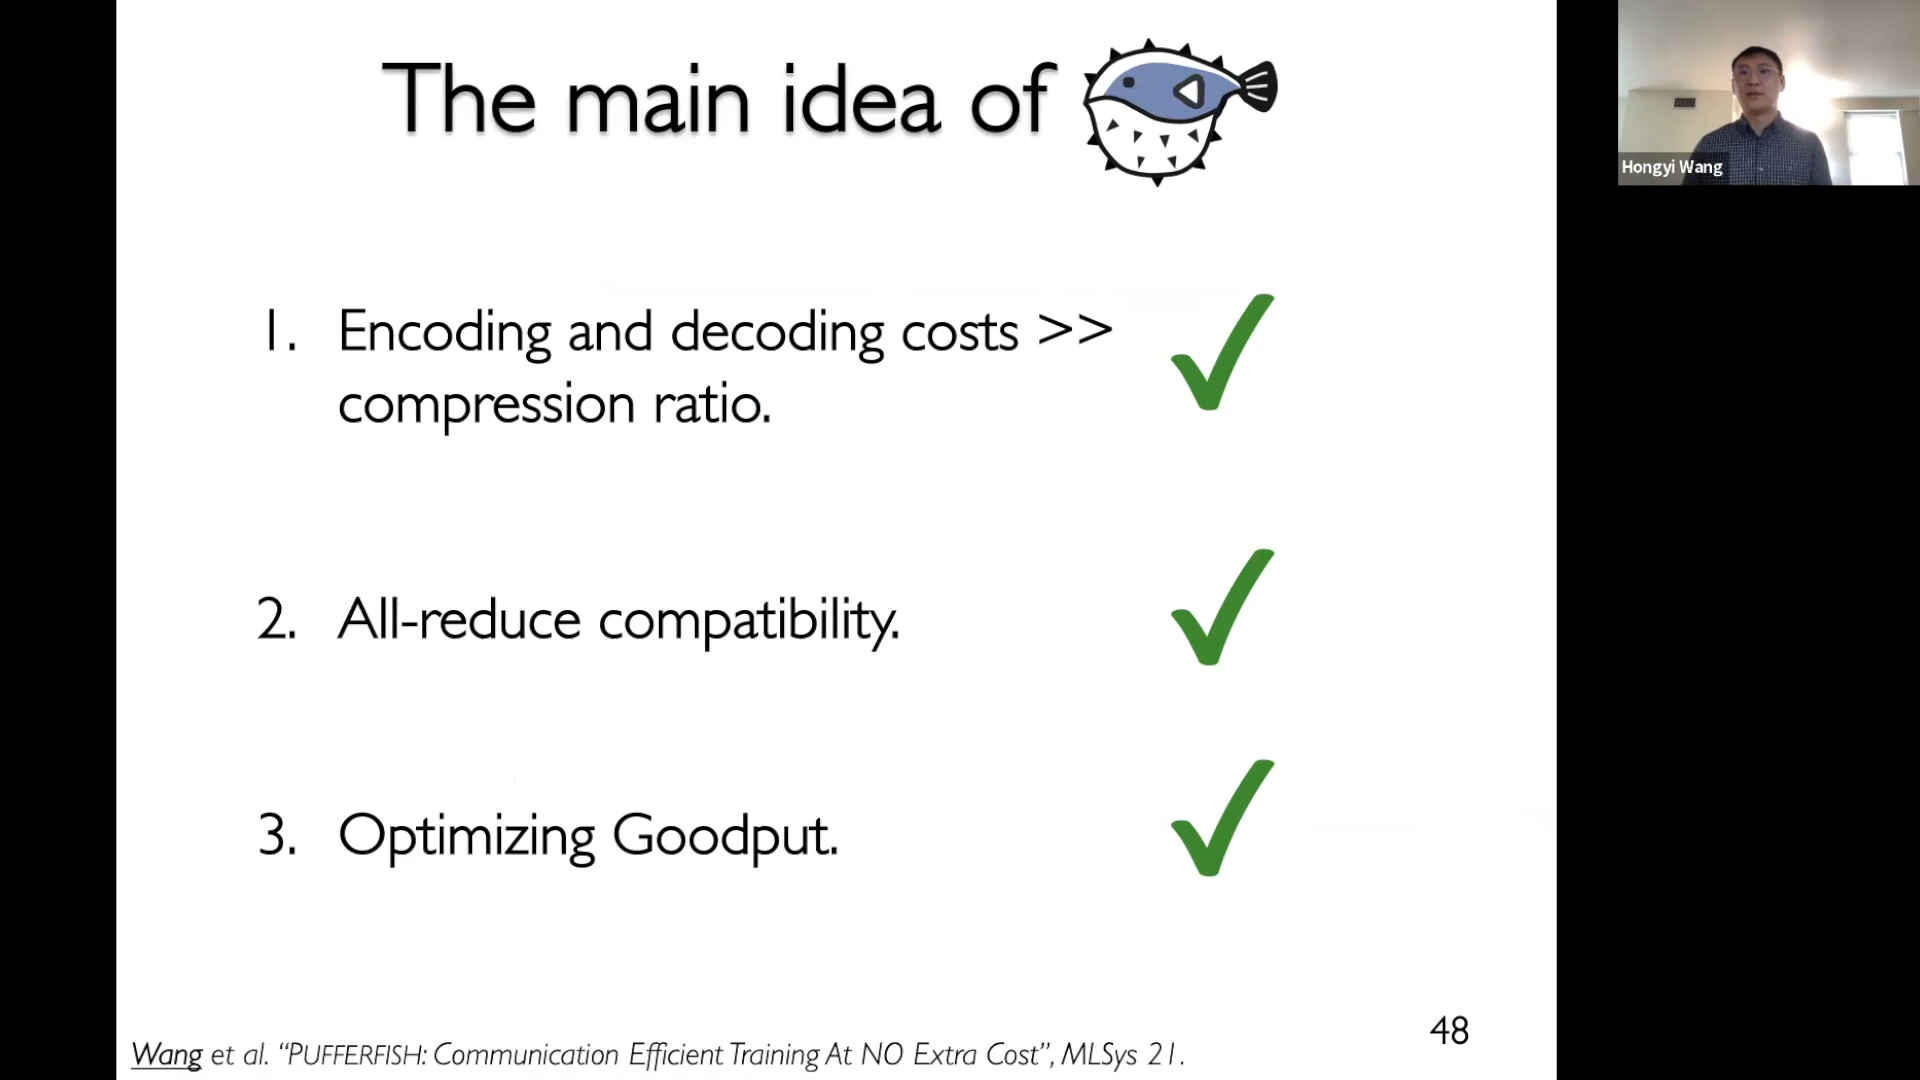 The main idea of
Hongyi Wang
1. Encoding and decoding costs >>
compression ratio.
2. All-reduce compatibility.
3. Optimizing Goodput.
48
Wang et al. “PUFFERFISH: Communication Efficient Training At NO Extra Cost”, MLSys 21.